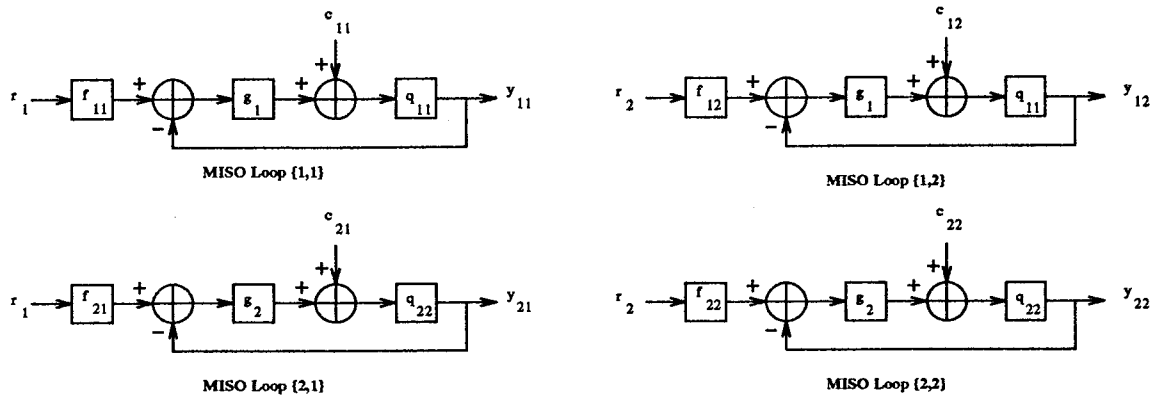 c 11
r 1 + f 11 + g 1 + q 11 y 11
−
MISO Loop {1,1}
c 12
r 2 f 12 + g 1 + + q 11 y 12
−
MISO Loop {1,2}
c 21
r 1 f 21 + g 2 + + q 22 y 21
−
MISO Loop {2,1}
c 22
r 2 f 22 + g 2 + + q 22 y 22
−
MISO Loop {2,2}